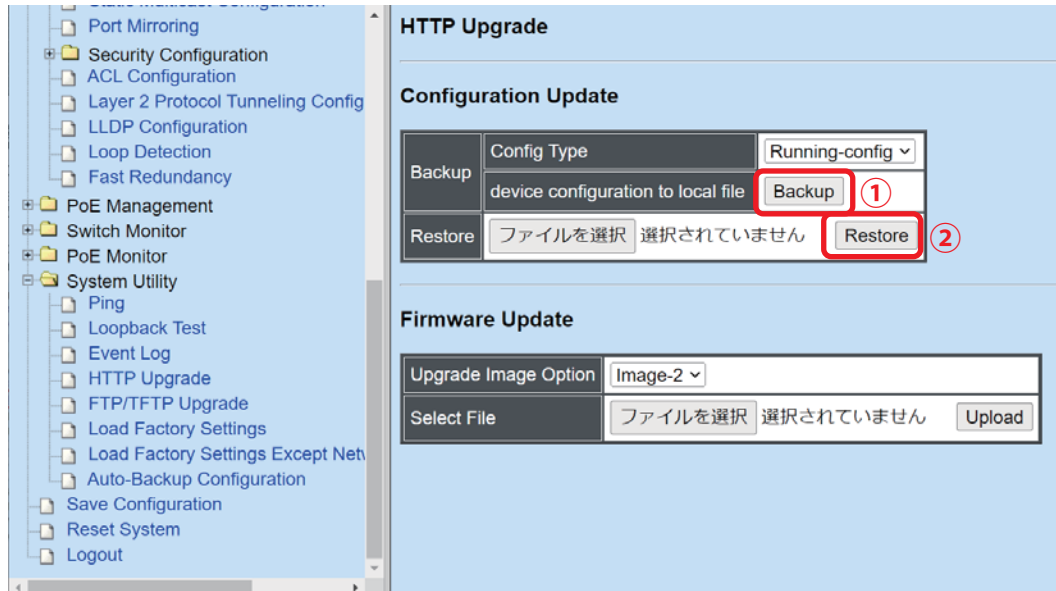 Static Multicast Configuration
Port Mirroring
Security Configuration
ACL Configuration
Layer 2 Protocol Tunneling Config
LLDP Configuration
Loop Detection
Fast Redundancy
PoE Management
Switch Monitor
PoE Monitor
System Utility
Ping
Loopback Test
Event Log
HTTP Upgrade
FTP/TFTP Upgrade
Load Factory Settings
Load Factory Settings Except Net
Auto-Backup Configuration
Save Configuration
Reset System
Logout
HTTP Upgrade
Configuration Update
Backup
Config Type Running-config
device configuration to local file Backup ①
Restore ファイルを選択 選択されていません Restore ②
Firmware Update
Upgrade Image Option Image-2
Select File ファイルを選択 選択されていません Upload